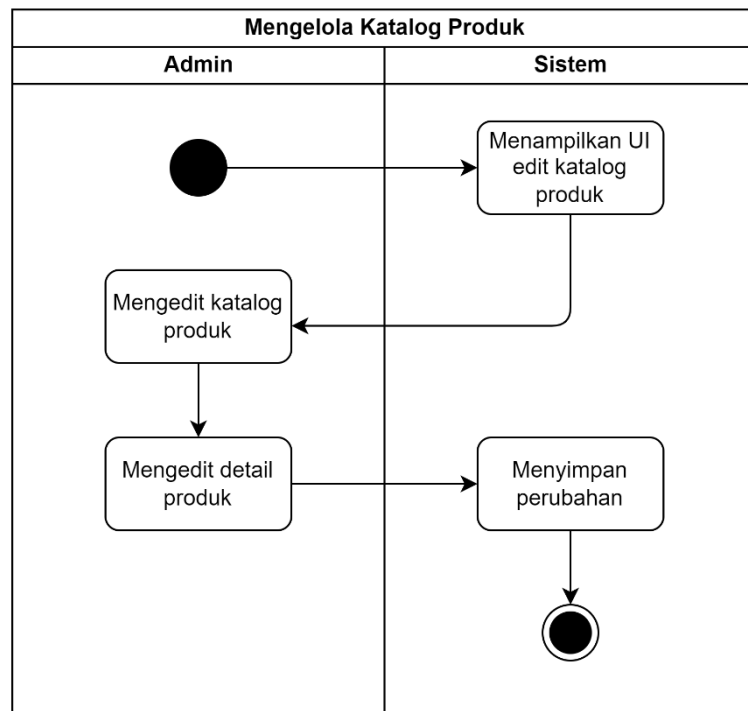 Mengelola Katalog Produk
Admin
Sistem
Menampilkan UI
edit katalog
produk
Mengedit katalog
produk
Mengedit detail
produk
Menyimpan
perubahan